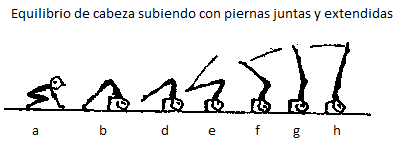 Equilibrio de cabeza subiendo con piernas juntas y extendidas
a b d e f g h